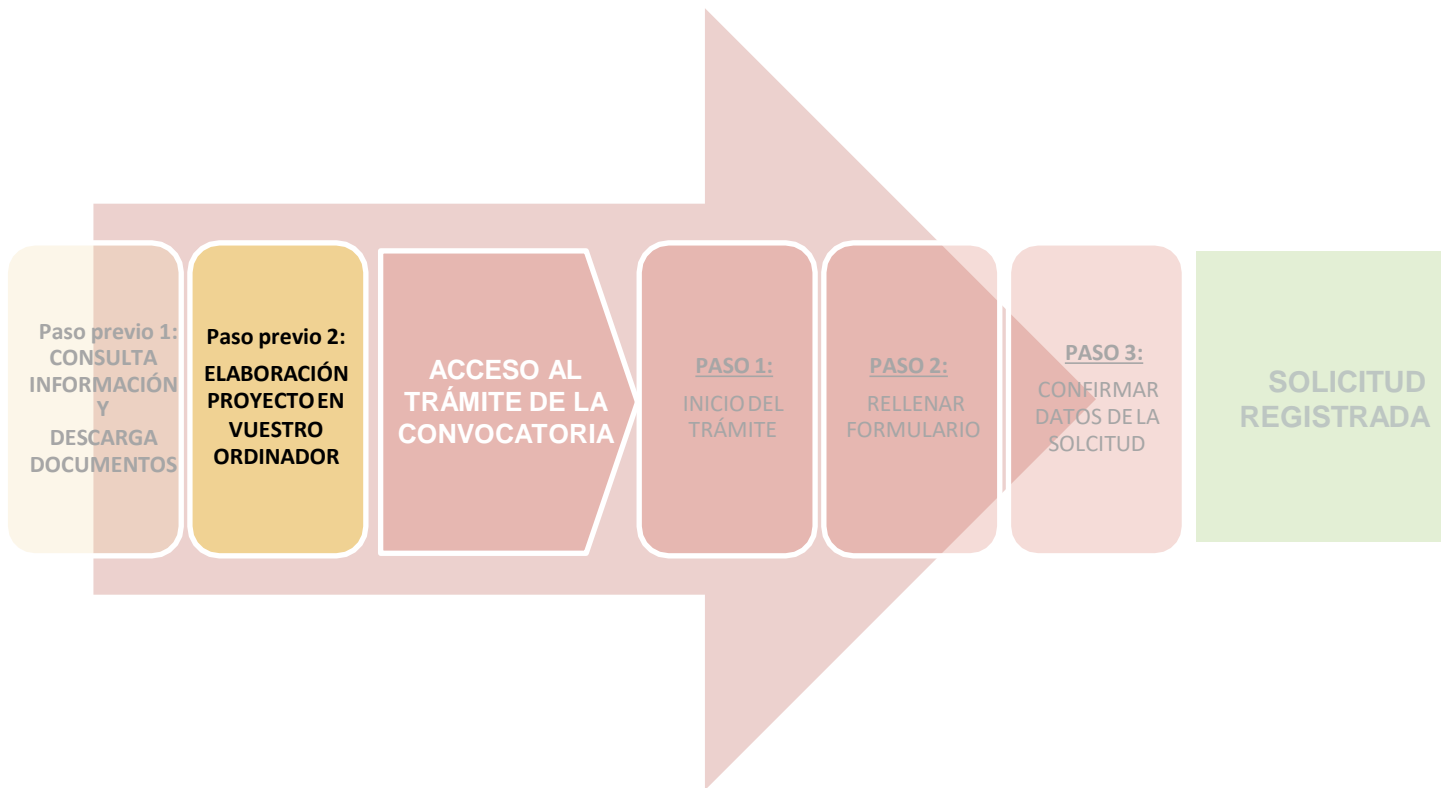 Paso previo 1:
CONSULTA
INFORMACIÓN
Y
DESCARGA
DOCUMENTOS
Paso previo 2:
ELABORACIÓN
PROYECTO EN
VUESTRO
ORDINADOR
ACCESO AL
TRÁMITE DE LA
CONVOCATORIA
PASO 1:
INICIO DEL
TRÁMITE
PASO 2:
RELLENAR
FORMULARIO
PASO 3:
CONFIRMAR
DATOS DE LA
SOLCITUD
SOLICITUD
REGISTRADA